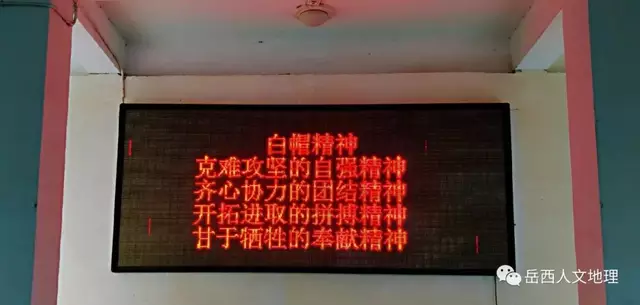 白帽精神
克难攻坚的自强精神
齐心协力的团结精神
开拓进取的拼搏精神
甘于牺牲的奉献精神
岳西人文地理